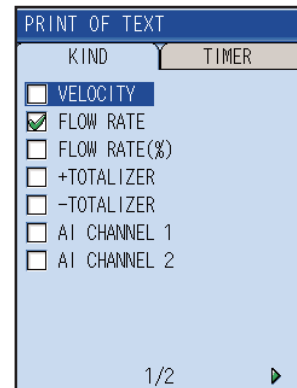 PRINT OF TEXT
KIND TIMER
VELOCITY
FLOW RATE
FLOW RATE(%)
+TOTALIZER
-TOTALIZER
AI CHANNEL 1
AI CHANNEL 2
1/2